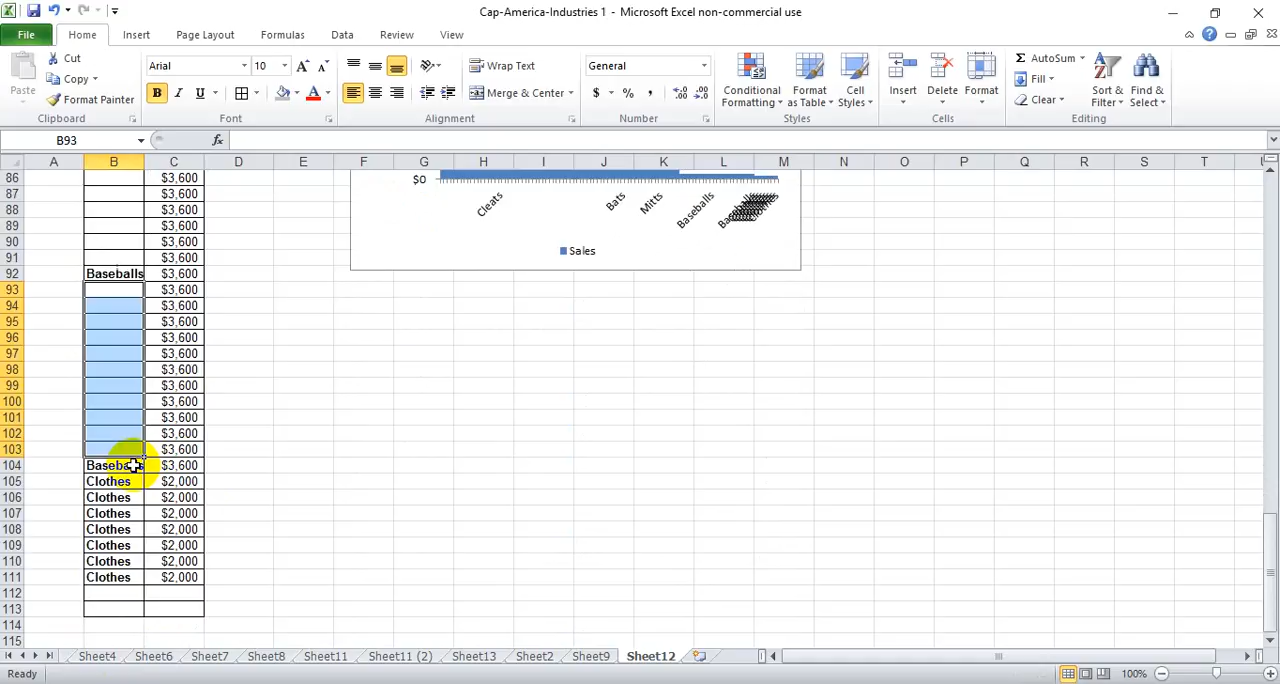 Cap-America-Industries 1 - Microsoft Excel non-commercial use
File Home Insert Page Layout Formulas Data Review View
Paste Cut Copy Format Painter Clipboard
Arial 10 B I U Font
Wrap Text Merge & Center Alignment
General $ % , Number
Conditional Formatting Format as Table Cell Styles Styles
Insert Delete Format Cells
AutoSum Fill Clear Sort & Filter Find & Select Editing
B93 fx
A B C D E F G H I J K L M N O P Q R S T
86 $3,600
87 $3,600
88 $3,600
89 $3,600
90 $3,600
91 $3,600
92 Baseballs $3,600
93 $3,600
94 $3,600
95 $3,600
96 $3,600
97 $3,600
98 $3,600
99 $3,600
100 $3,600
101 $3,600
102 $3,600
103 $3,600
104 Baseballs $3,600
105 Clothes $2,000
106 Clothes $2,000
107 Clothes $2,000
108 Clothes $2,000
109 Clothes $2,000
110 Clothes $2,000
111 Clothes $2,000
112
113
114
115
$0
Cleats Bats Mitts Baseballs
Sales
Sheet4 Sheet6 Sheet7 Sheet8 Sheet11 Sheet11 (2) Sheet13 Sheet2 Sheet9 Sheet12
Ready 100%